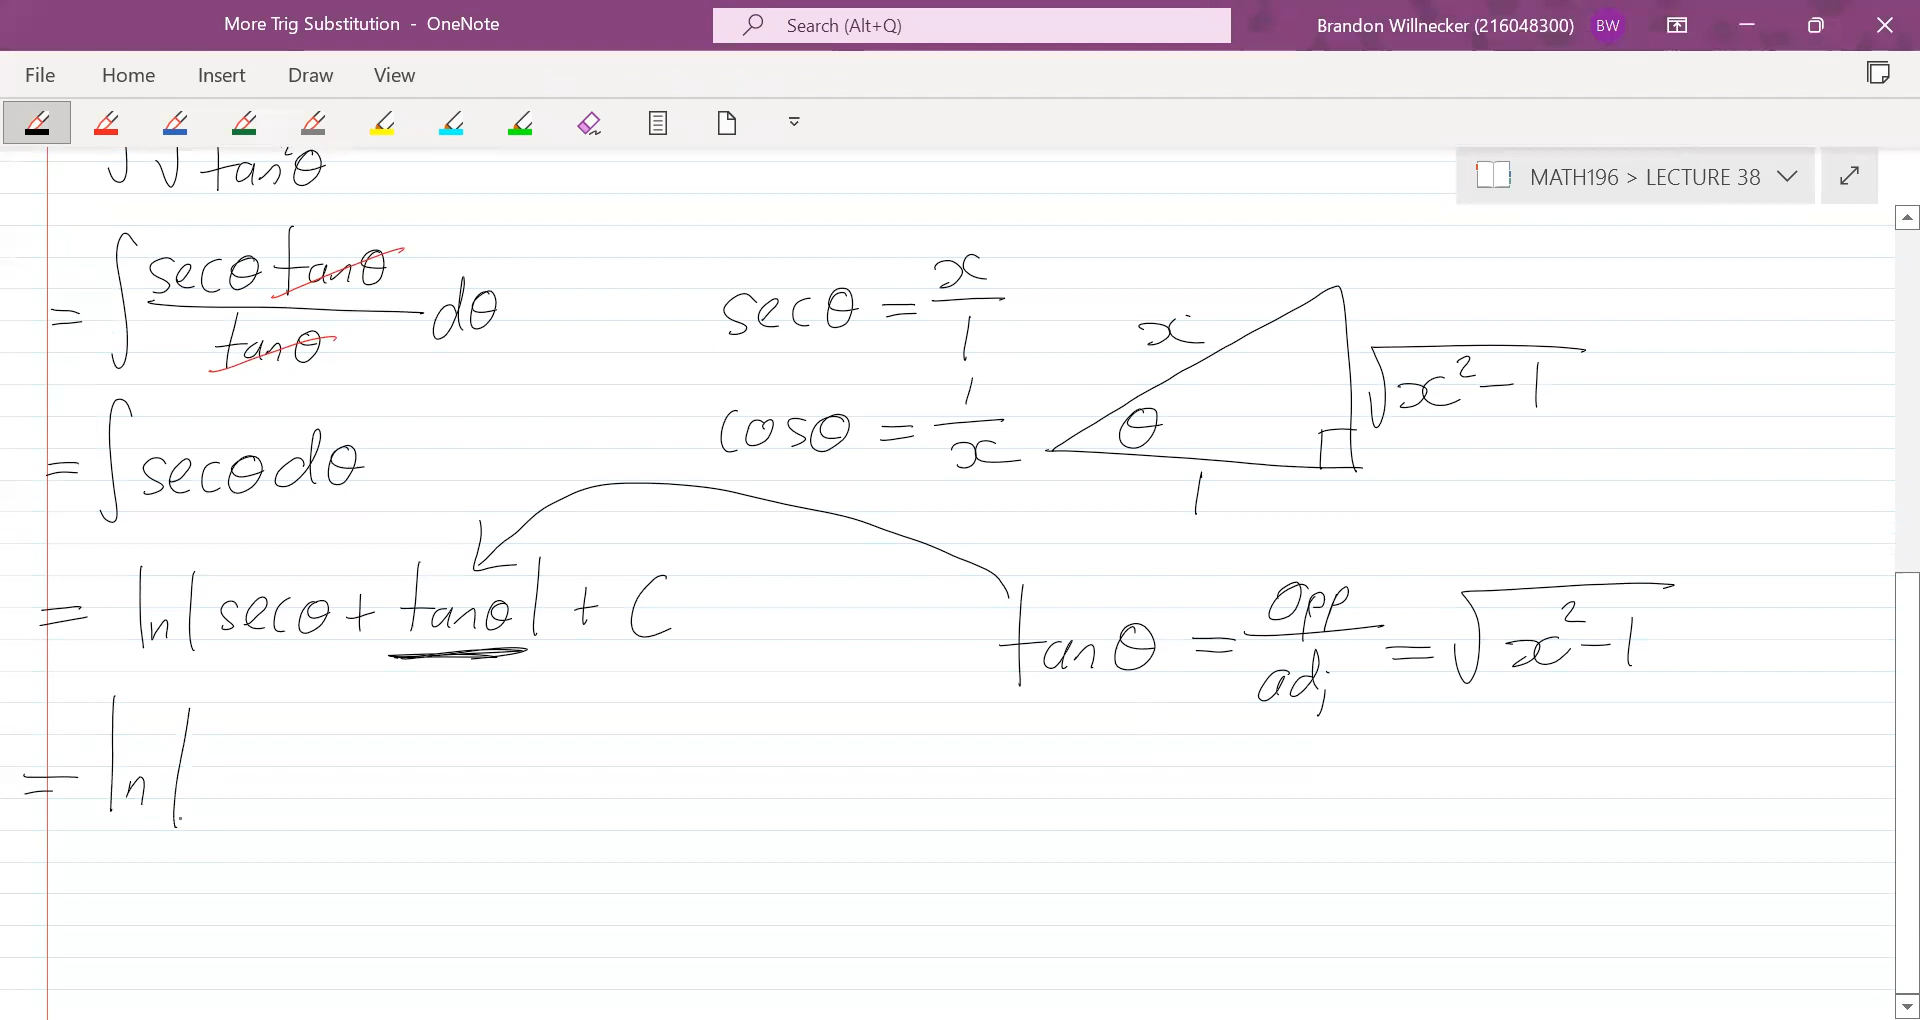 More Trig Substitution - OneNote
Search (Alt+Q)
Brandon Willnecker (216048300) BW
File Home Insert Draw View
MATH196 > LECTURE 38
∫ √tan²θ
= ∫ secθ tanθ / tanθ dθ
secθ = x/1
x
θ
√x²-1
1
cosθ = 1/x
= ∫ secθ dθ
= ln|secθ + tanθ| + C
tanθ = opp/adj = √x²-1
= ln|